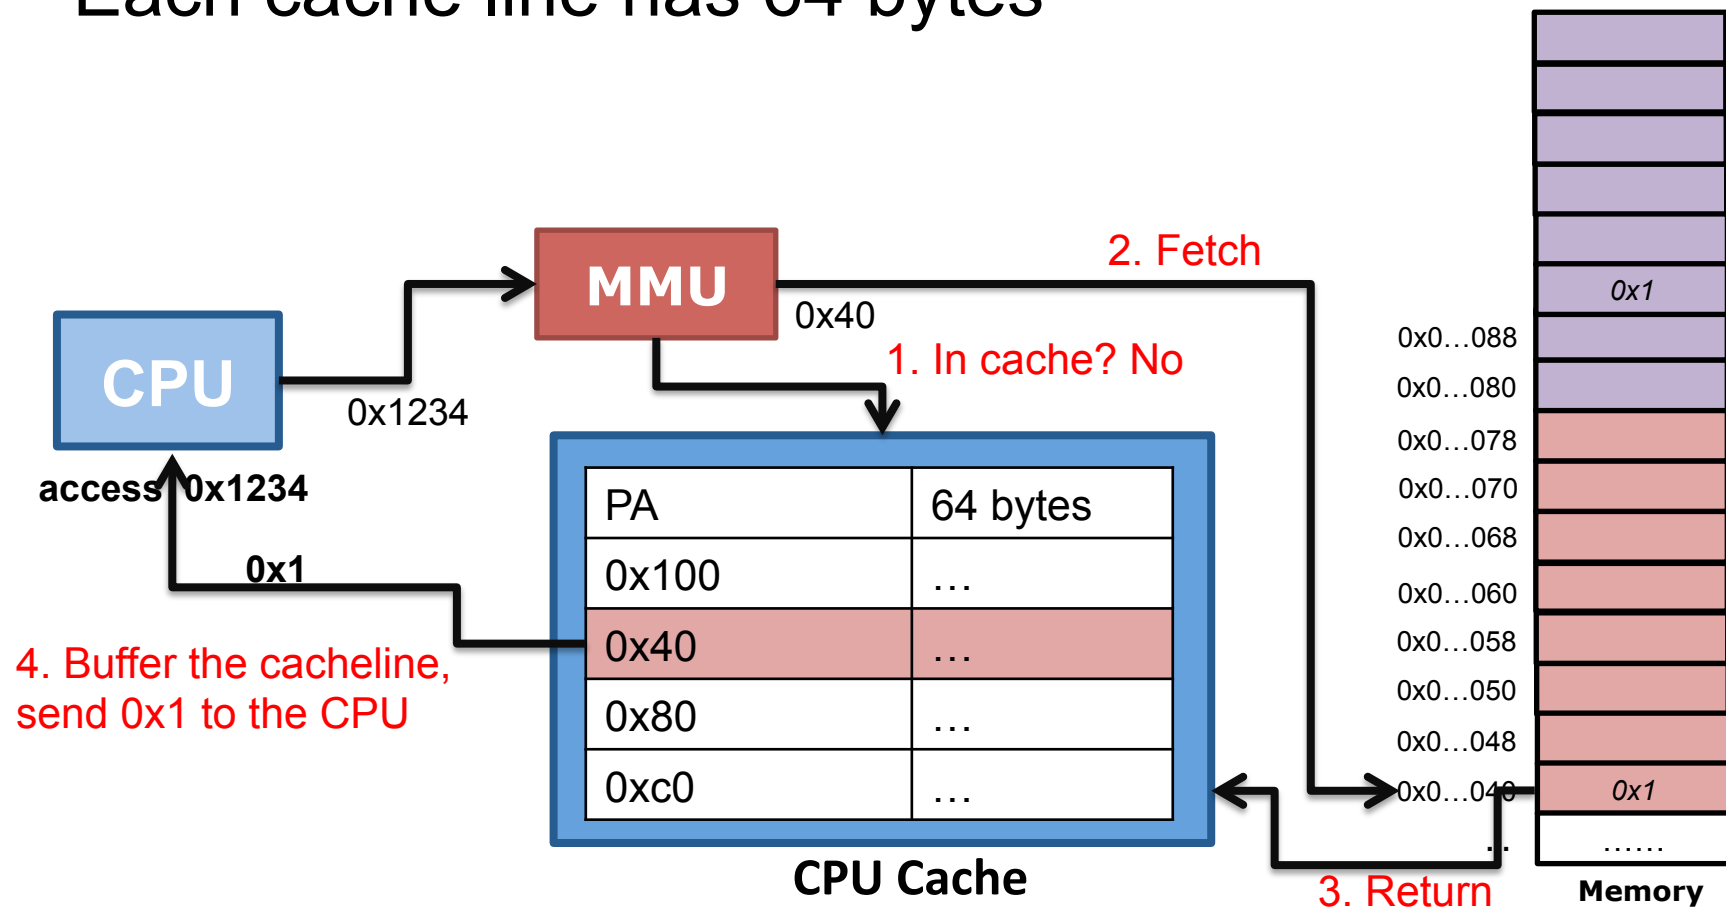 Each cache line has 64 bytes
2. Fetch
MMU
0x1
0x40
0x0…088
1. In cache? No
CPU
0x0…080
0x1234
0x0…078
access 0x1234
PA
64 bytes
0x0…070
0x0…068
0x1
0x100
…
0x0…060
0x40
…
0x0…058
4. Buffer the cacheline,
send 0x1 to the CPU
0x0…050
0x80
…
0x0…048
0xc0
…
0x0…040
0x1
…
……
CPU Cache
3. Return
Memory